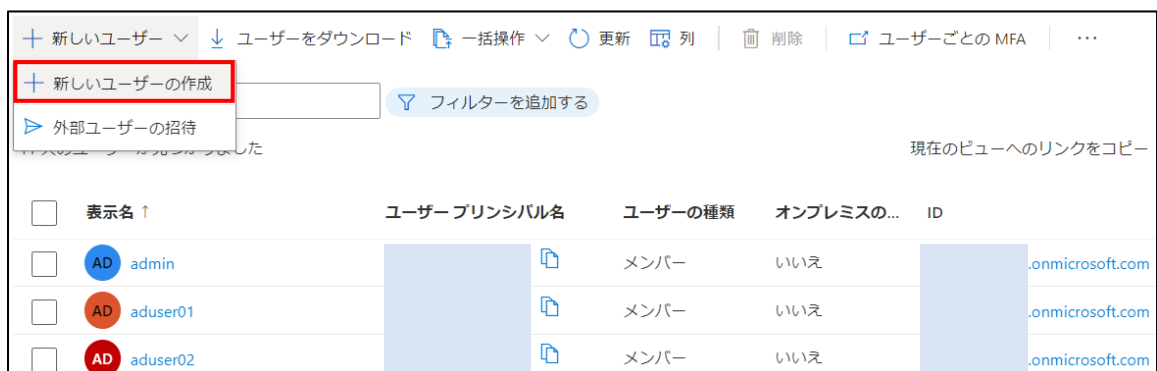 新しいユーザー ユーザーをダウンロード 一括操作 更新 列 削除 ユーザーごとの MFA ...
新しいユーザーの作成
フィルターを追加する
外部ユーザーの招待
現在のビューへのリンクをコピー
表示名 ↑ ユーザー プリンシパル名 ユーザーの種類 オンプレミスの... ID
AD admin メンバー いいえ .onmicrosoft.com
AD aduser01 メンバー いいえ .onmicrosoft.com
AD aduser02 メンバー いいえ .onmicrosoft.com